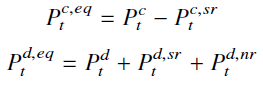 P_t^{c,eq} = P_t^c − P_t^{c,sr}
P_t^{d,eq} = P_t^d + P_t^{d,sr} + P_t^{d,nr}